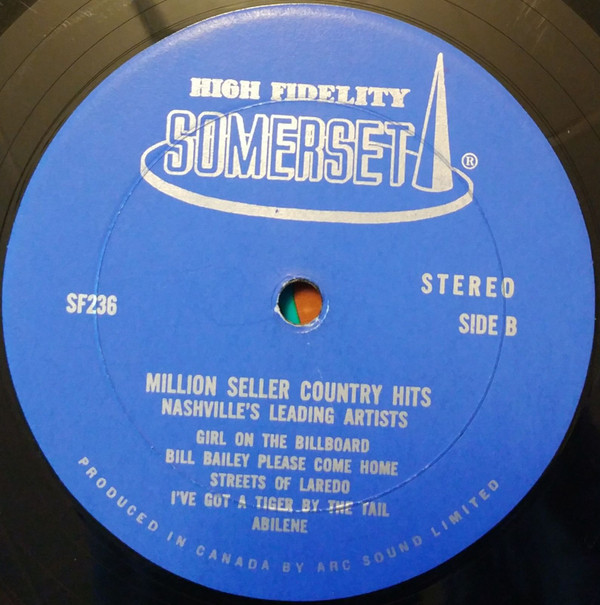 HIGH FIDELITY
SOMERSET ®
STEREO
SF236
SIDE B
MILLION SELLER COUNTRY HITS
NASHVILLE'S LEADING ARTISTS
GIRL ON THE BILLBOARD
BILL BAILEY PLEASE COME HOME
STREETS OF LAREDO
I'VE GOT A TIGER BY THE TAIL
ABILENE
PRODUCED IN CANADA BY ARC SOUND LIMITED